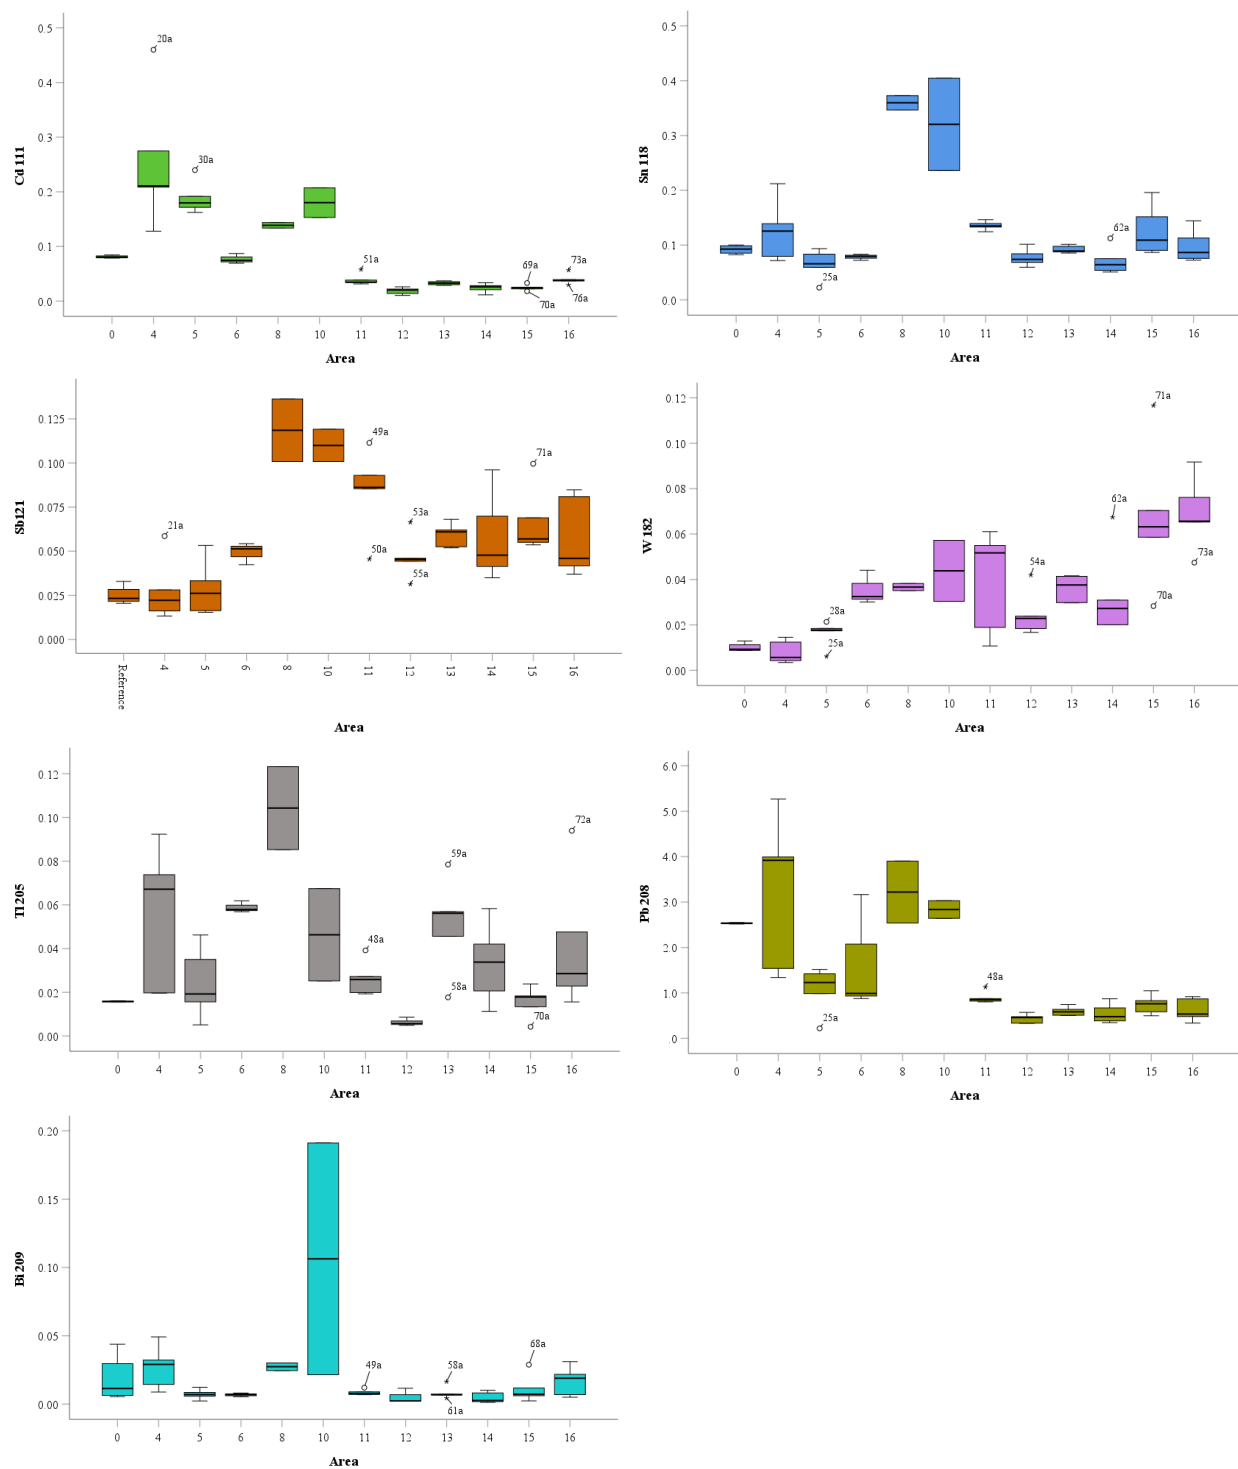 Cd 111
0.5
0.4
0.3
0.2
0.1
0.0
20a
30a
51a
69a
70a
73a
76a
0 4 5 6 8 10 11 12 13 14 15 16
Area
Sn 118
0.5
0.4
0.3
0.2
0.1
0.0
25a
62a
0 4 5 6 8 10 11 12 13 14 15 16
Area
Sb121
0.125
0.100
0.075
0.050
0.025
0.000
21a
49a
50a
53a
55a
71a
Reference 4 5 6 8 10 11 12 13 14 15 16
Area
W 182
0.12
0.10
0.08
0.06
0.04
0.02
0.00
28a
25a
54a
62a
71a
70a
73a
0 4 5 6 8 10 11 12 13 14 15 16
Area
Tl205
0.12
0.10
0.08
0.06
0.04
0.02
0.00
48a
59a
58a
70a
72a
0 4 5 6 8 10 11 12 13 14 15 16
Area
Pb 208
6.0
5.0
4.0
3.0
2.0
1.0
.0
25a
48a
0 4 5 6 8 10 11 12 13 14 15 16
Area
Bi 209
0.20
0.15
0.10
0.05
0.00
49a
58a
61a
68a
0 4 5 6 8 10 11 12 13 14 15 16
Area